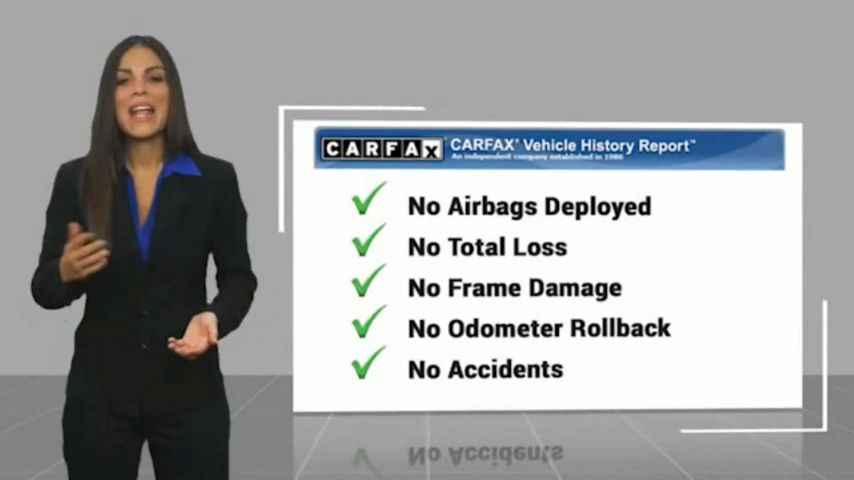 CARFAX CARFAX® Vehicle History Report™
An independent company established in 1986
No Airbags Deployed
No Total Loss
No Frame Damage
No Odometer Rollback
No Accidents
No Accidents